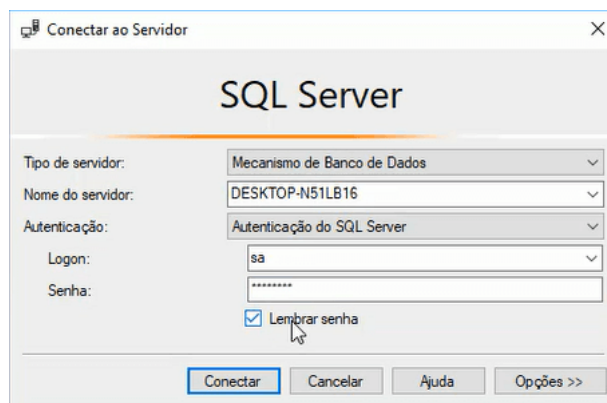 Conectar ao Servidor
SQL Server
Tipo de servidor: Mecanismo de Banco de Dados
Nome do servidor: DESKTOP-N51LB16
Autenticação: Autenticação do SQL Server
Logon: sa
Senha: ********
Lembrar senha
Conectar Cancelar Ajuda Opções >>